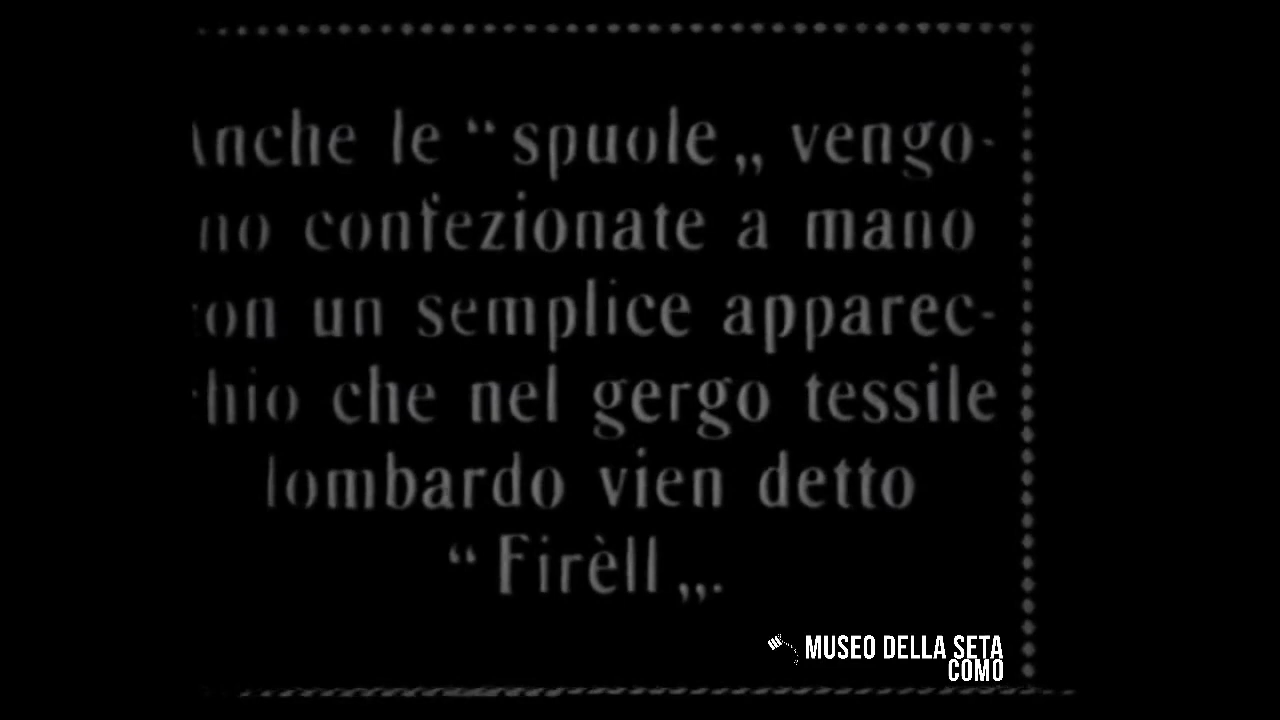 Anche le “ spuole „ vengo-
no confezionate a mano
con un semplice apparec-
chio che nel gergo tessile
lombardo vien detto
“ Firèll „.
MUSEO DELLA SETA
COMO